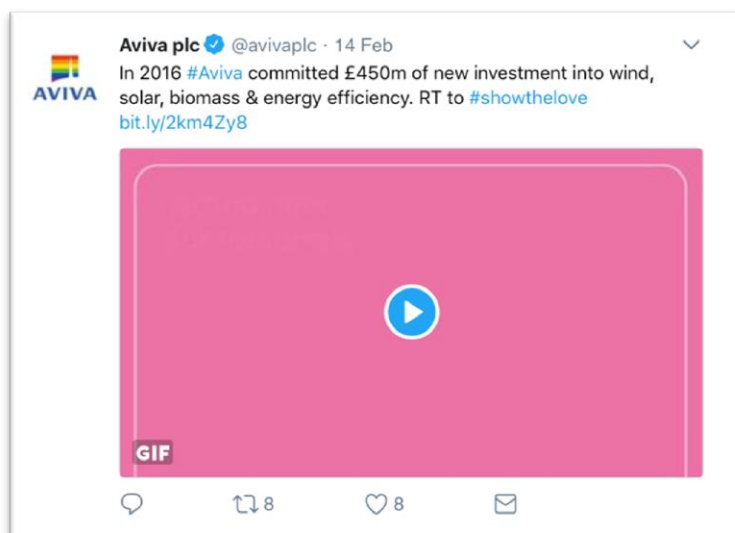 Aviva plc @avivaplc · 14 Feb
In 2016 #Aviva committed £450m of new investment into wind,
solar, biomass & energy efficiency. RT to #showthelove
bit.ly/2km4Zy8
AVIVA
GIF
8 8